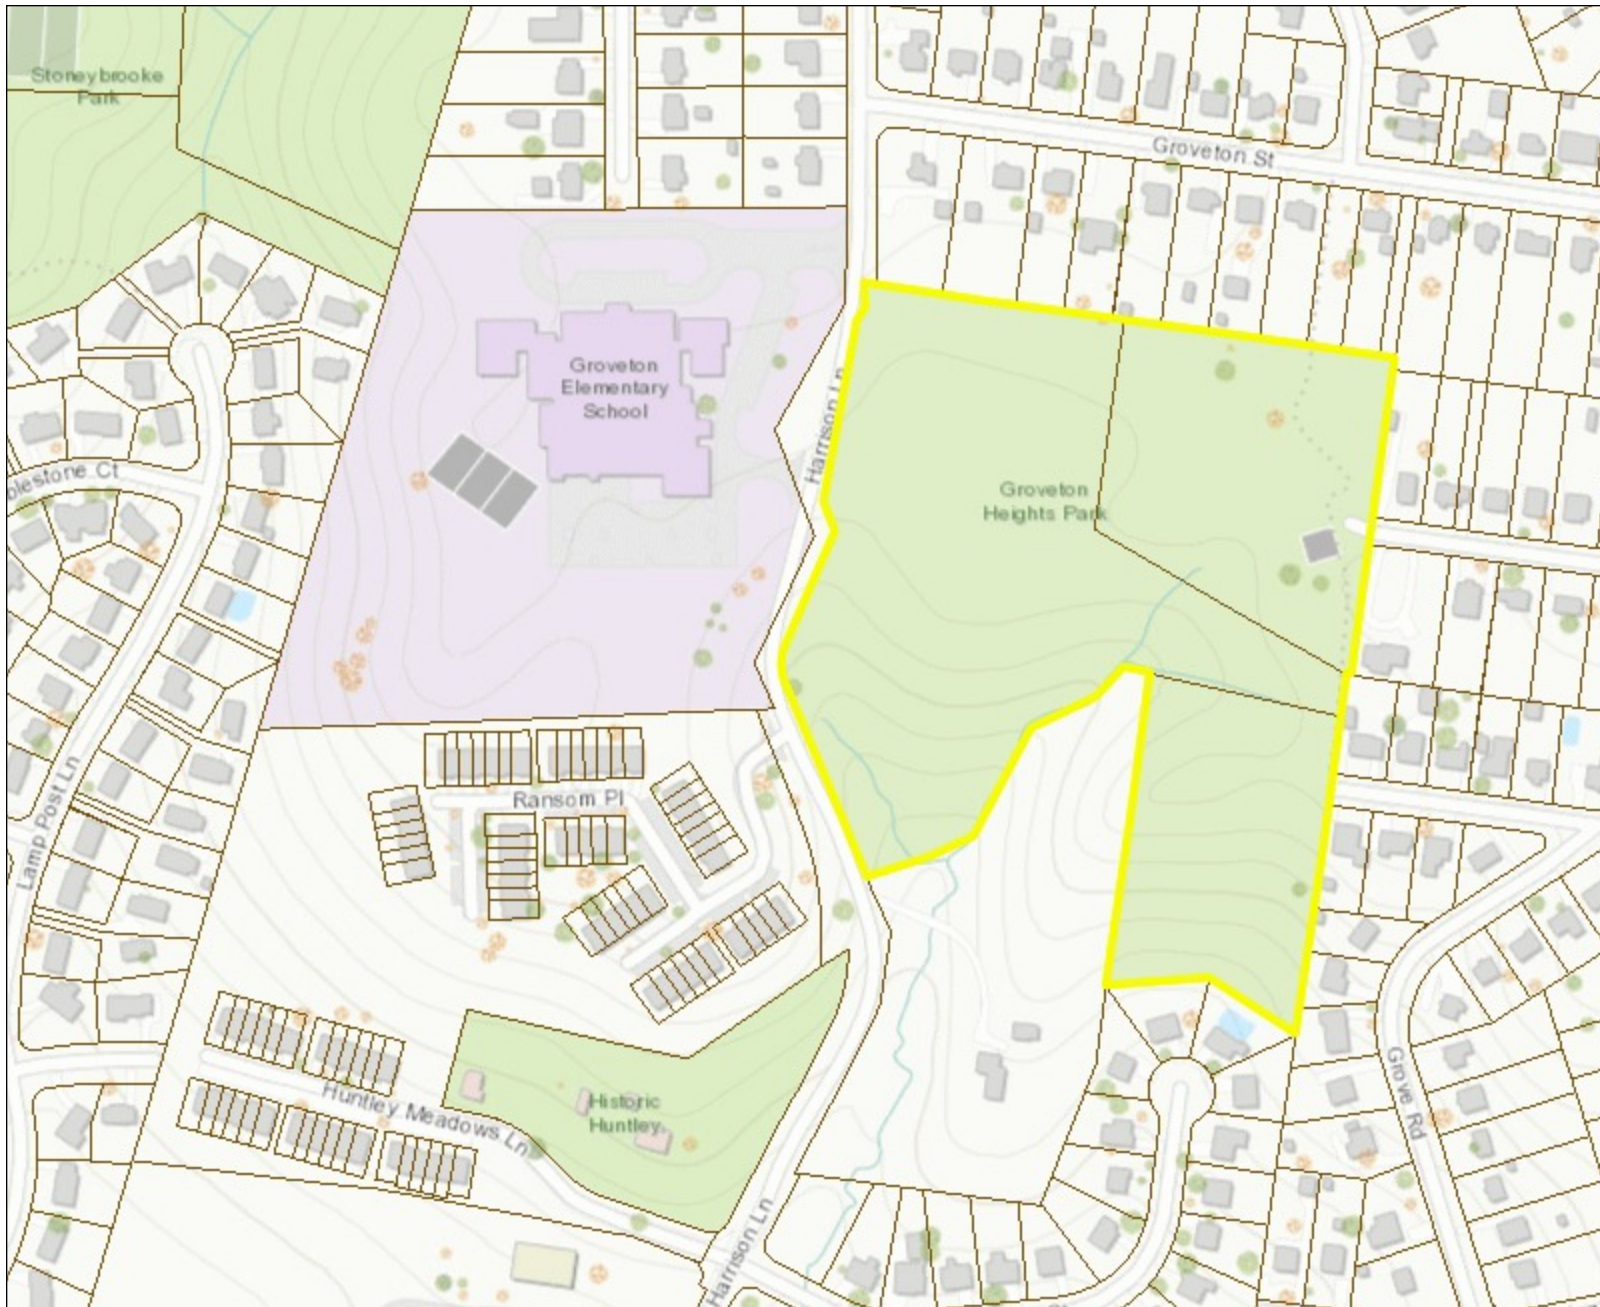 Stoneybrooke
Park
Groveton St
Groveton
Elementary
School
Harrison Ln
Groveton
Heights Park
blestone Ct
Lamp Post Ln
Ransom Pl
Huntley Meadows Ln
Historic
Huntley
Grove Rd
Harrison Ln